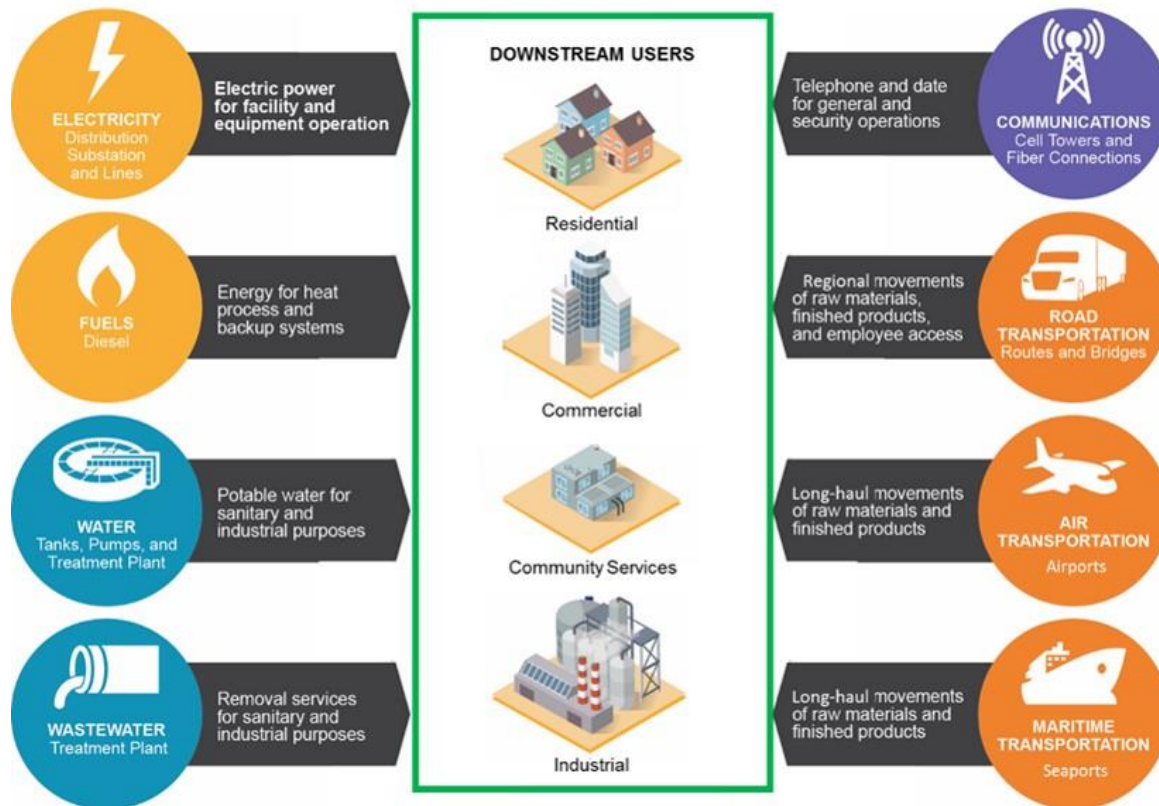 ELECTRICITY
Distribution
Substation
and Lines
Electric power
for facility and
equipment operation
FUELS
Diesel
Energy for heat
process and
backup systems
WATER
Tanks, Pumps, and
Treatment Plant
Potable water for
sanitary and
industrial purposes
WASTEWATER
Treatment Plant
Removal services
for sanitary and
industrial purposes
DOWNSTREAM USERS
Residential
Commercial
Community Services
Industrial
Telephone and date
for general and
security operations
COMMUNICATIONS
Cell Towers and
Fiber Connections
Regional movements
of raw materials,
finished products,
and employee access
ROAD
TRANSPORTATION
Routes and Bridges
Long-haul movements
of raw materials and
finished products
AIR
TRANSPORTATION
Airports
Long-haul movements
of raw materials and
finished products
MARITIME
TRANSPORTATION
Seaports